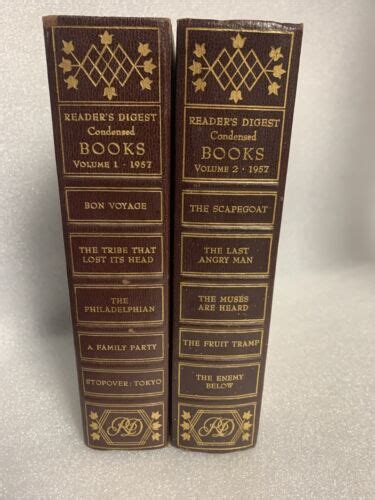 READER'S DIGEST
Condensed
BOOKS
VOLUME 1 · 1957
BON VOYAGE
THE TRIBE THAT
LOST ITS HEAD
THE
PHILADELPHIAN
A FAMILY PARTY
STOPOVER: TOKYO
RD
READER'S DIGEST
Condensed
BOOKS
VOLUME 2 · 1957
THE SCAPEGOAT
THE LAST
ANGRY MAN
THE MUSES
ARE HEARD
THE FRUIT TRAMP
THE ENEMY
BELOW
RD